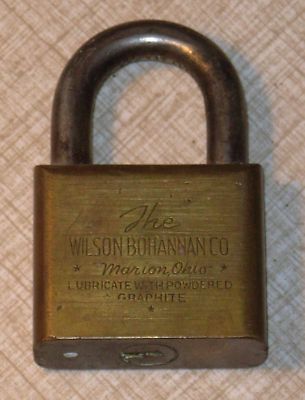 The
WILSON BOHANNAN CO
* Marion, Ohio *
LUBRICATE WITH POWDERED
GRAPHITE
*